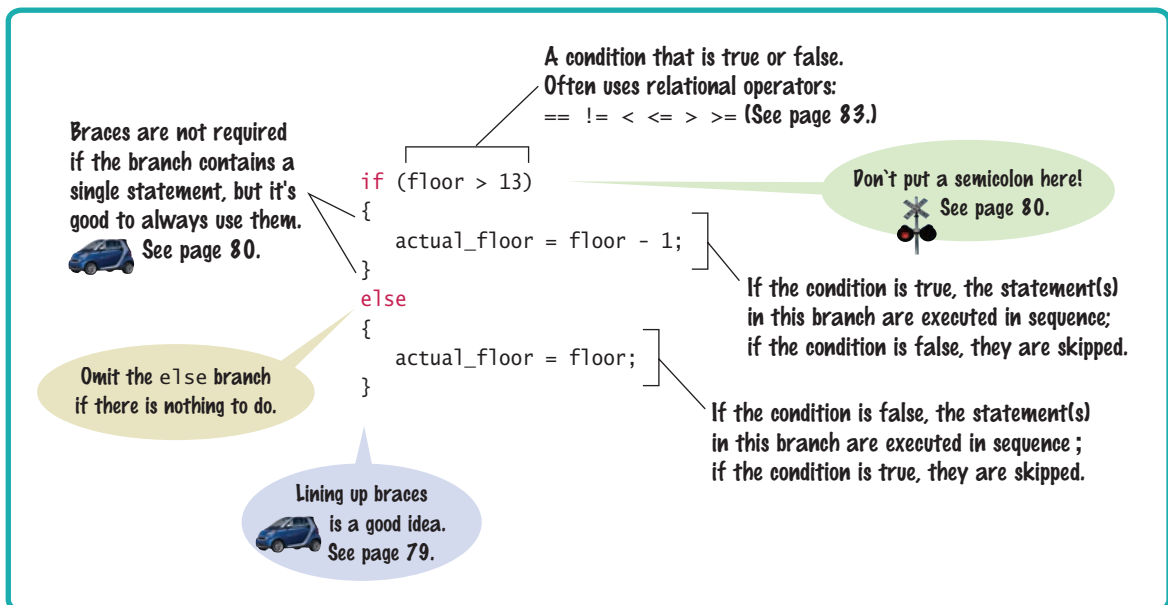 A condition that is true or false.
Often uses relational operators:
== != < <= > >= (See page 83.)
Braces are not required
if the branch contains a
single statement, but it's
good to always use them.
See page 80.
if (floor > 13)
{
actual_floor = floor - 1;
}
else
{
actual_floor = floor;
}
Don't put a semicolon here!
See page 80.
If the condition is true, the statement(s)
in this branch are executed in sequence;
if the condition is false, they are skipped.
Omit the else branch
if there is nothing to do.
If the condition is false, the statement(s)
in this branch are executed in sequence ;
if the condition is true, they are skipped.
Lining up braces
is a good idea.
See page 79.